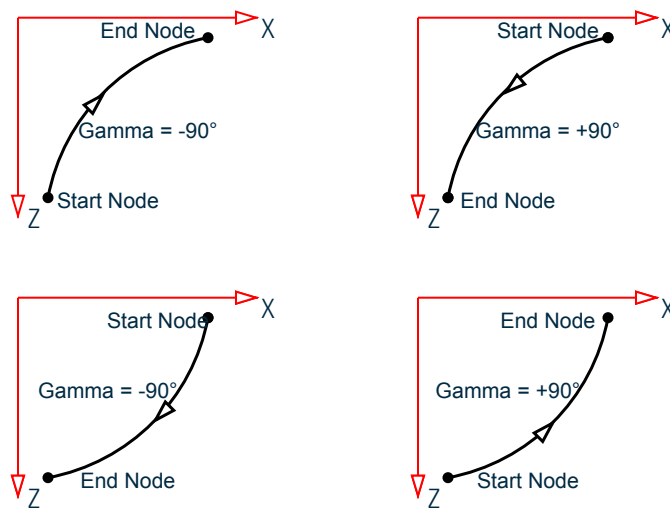 End Node
X
Gamma = -90°
Start Node
Z
Start Node
X
Gamma = +90°
End Node
Z
Start Node
X
Gamma = -90°
End Node
Z
End Node
X
Gamma = +90°
Start Node
Z